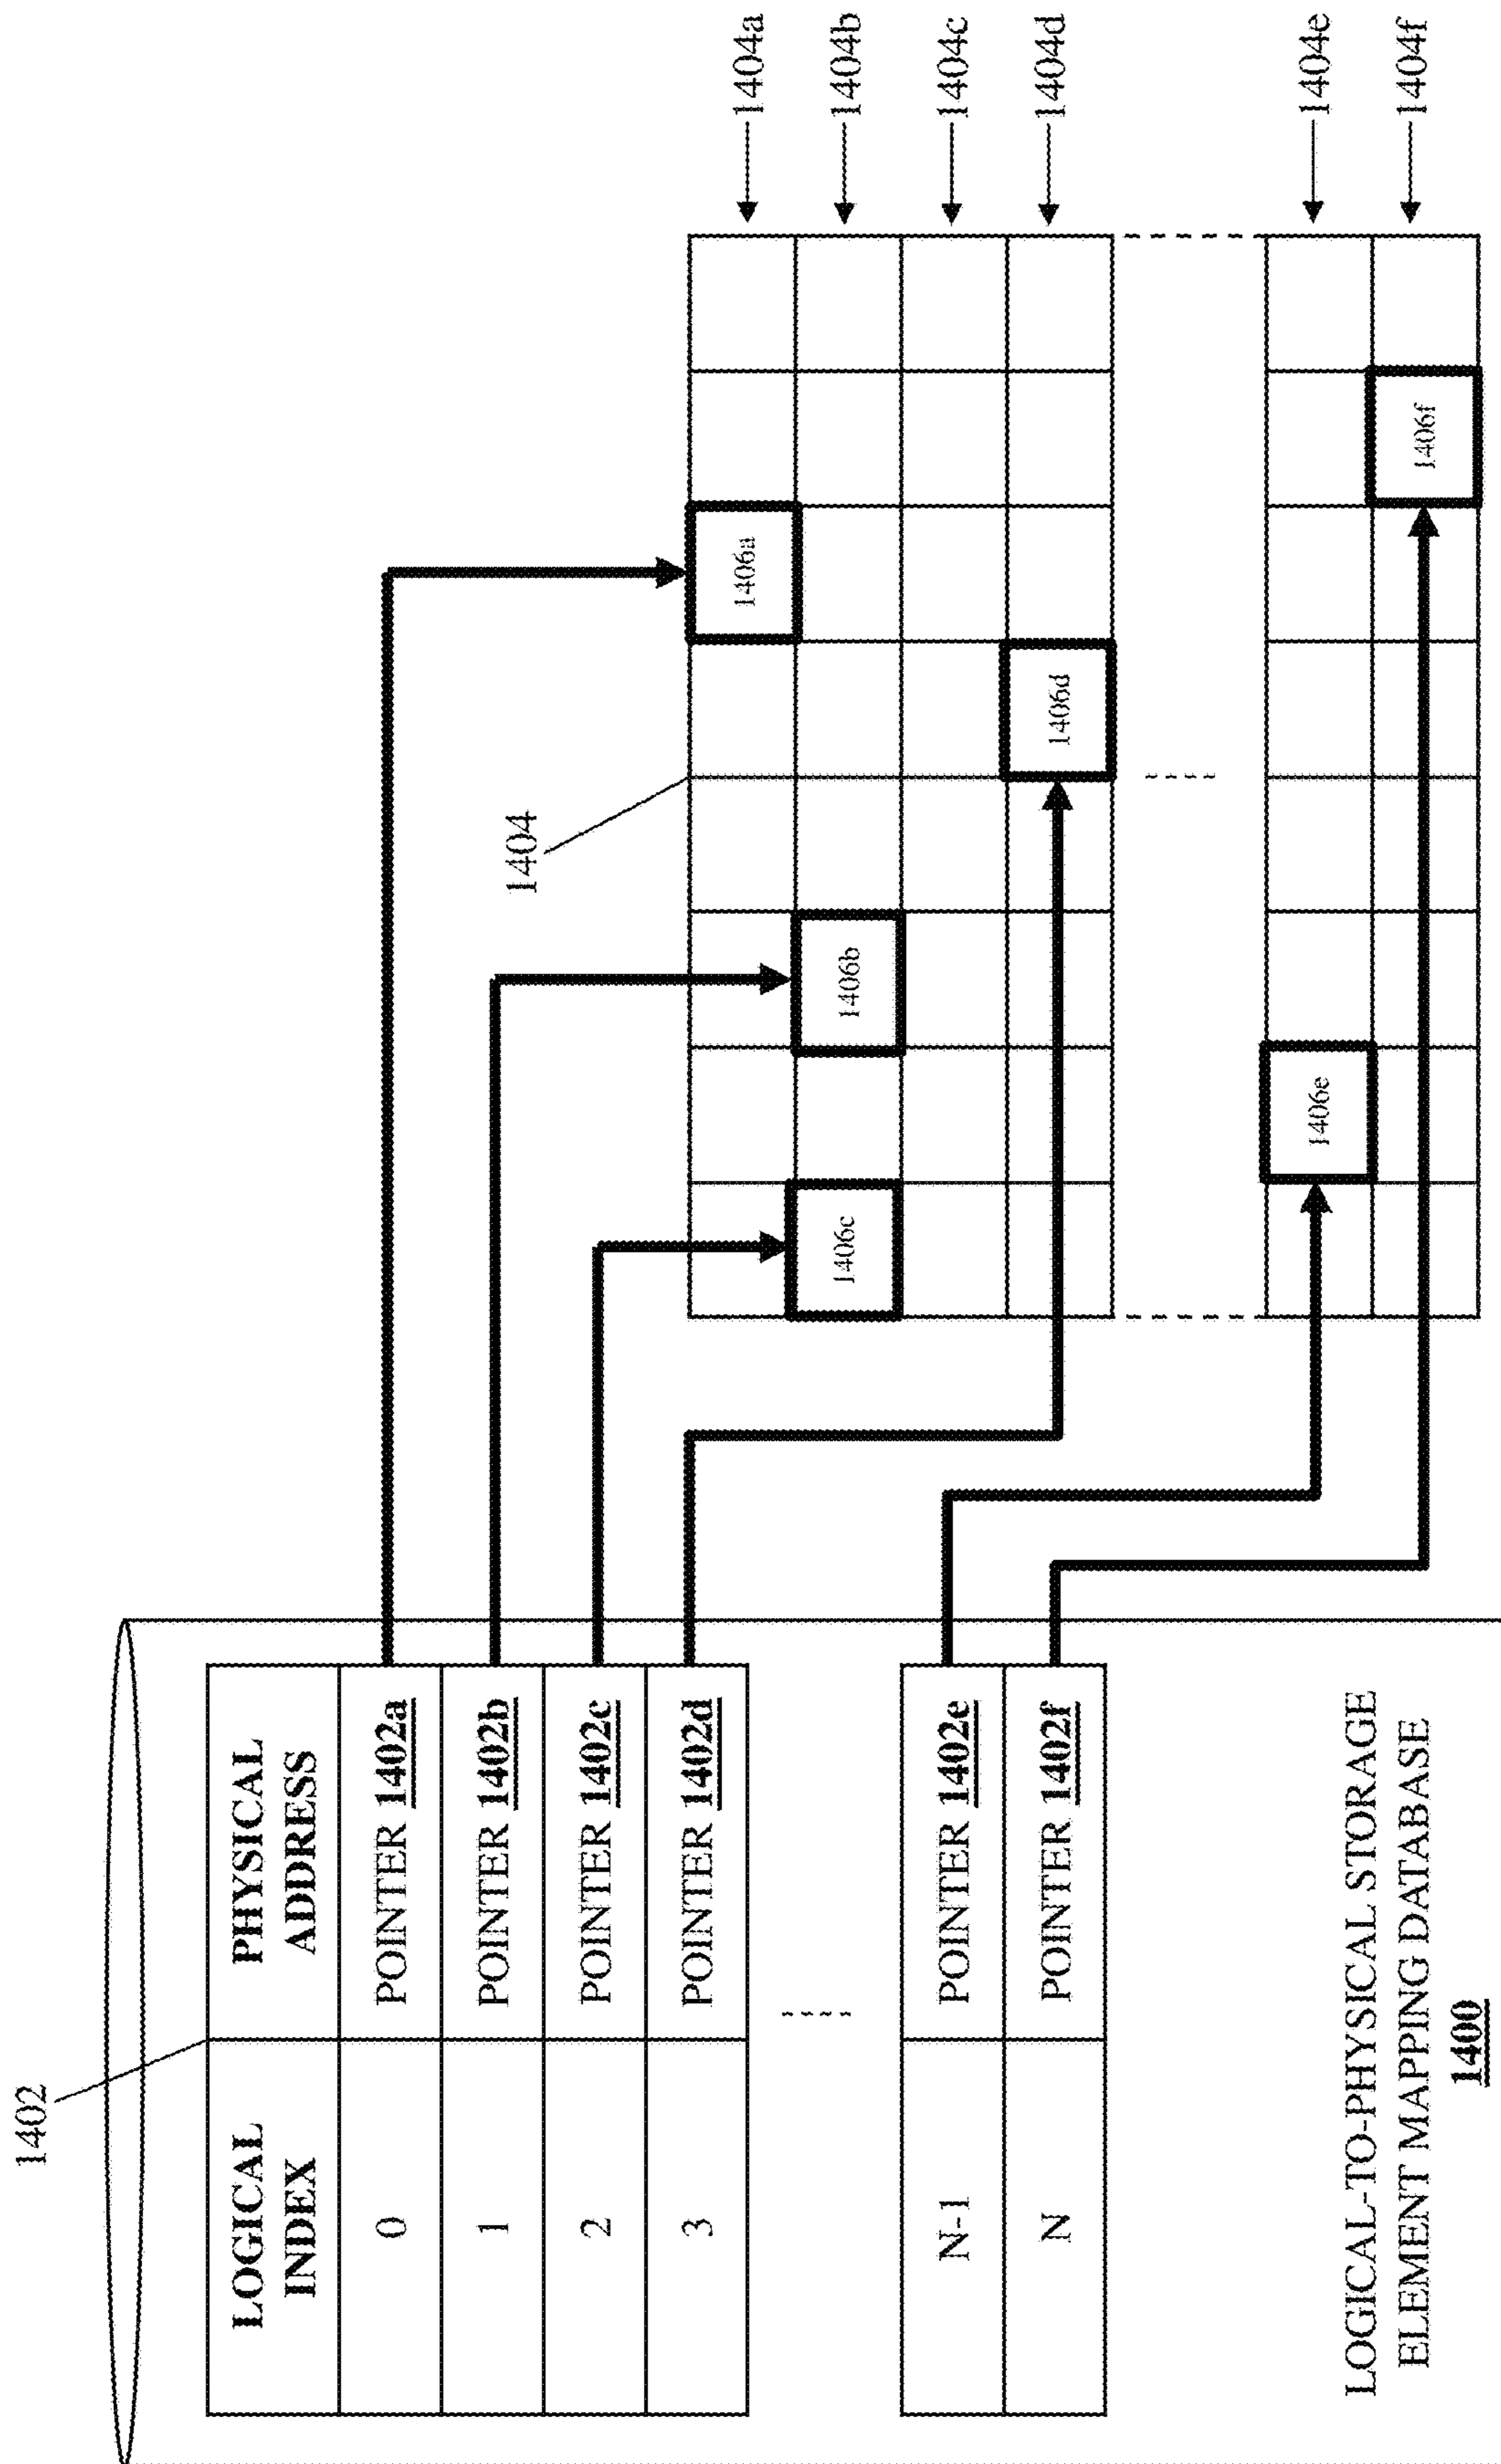 1402
LOGICAL INDEX
PHYSICAL ADDRESS
0
POINTER 1402a
1
POINTER 1402b
2
POINTER 1402c
3
POINTER 1402d
N-1
POINTER 1402e
N
POINTER 1402f
LOGICAL-TO-PHYSICAL STORAGE
ELEMENT MAPPING DATABASE
1400
1404
1406a
1406b
1406c
1406d
1406e
1406f
1404a
1404b
1404c
1404d
1404e
1404f